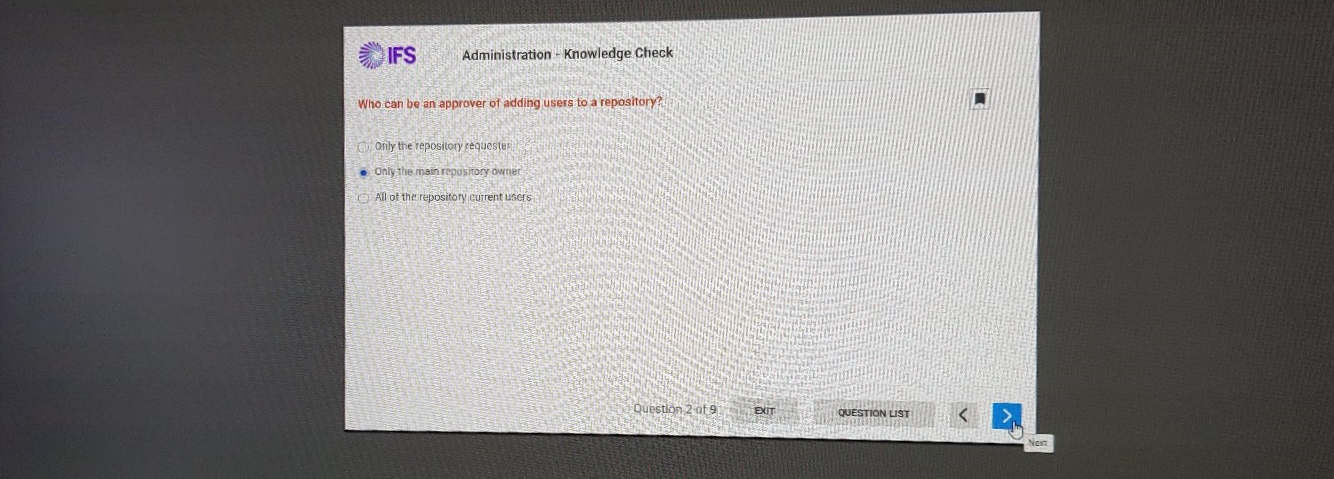 IFS
Administration - Knowledge Check
Who can be an approver of adding users to a repository?
Only the repository requester
Only the main repository owner
All of the repository current users
Question 2 of 9
EXIT
QUESTION LIST
Next